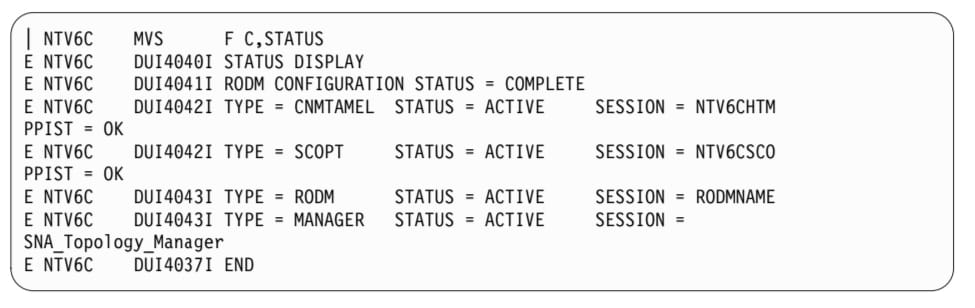 | NTV6C MVS F C,STATUS
E NTV6C DUI4040I STATUS DISPLAY
E NTV6C DUI4041I RODM CONFIGURATION STATUS = COMPLETE
E NTV6C DUI4042I TYPE = CNMTAMEL STATUS = ACTIVE SESSION = NTV6CHTM
PPIST = OK
E NTV6C DUI4042I TYPE = SCOPT STATUS = ACTIVE SESSION = NTV6CSCO
PPIST = OK
E NTV6C DUI4043I TYPE = RODM STATUS = ACTIVE SESSION = RODMNAME
E NTV6C DUI4043I TYPE = MANAGER STATUS = ACTIVE SESSION =
SNA_Topology_Manager
E NTV6C DUI4037I END